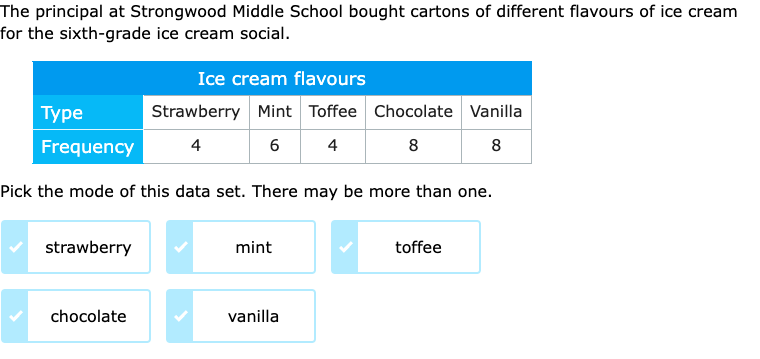 The principal at Strongwood Middle School bought cartons of different flavours of ice cream
for the sixth-grade ice cream social.
Ice cream flavours
Type Strawberry Mint Toffee Chocolate Vanilla
Frequency 4 6 4 8 8
Pick the mode of this data set. There may be more than one.
strawberry mint toffee
chocolate vanilla